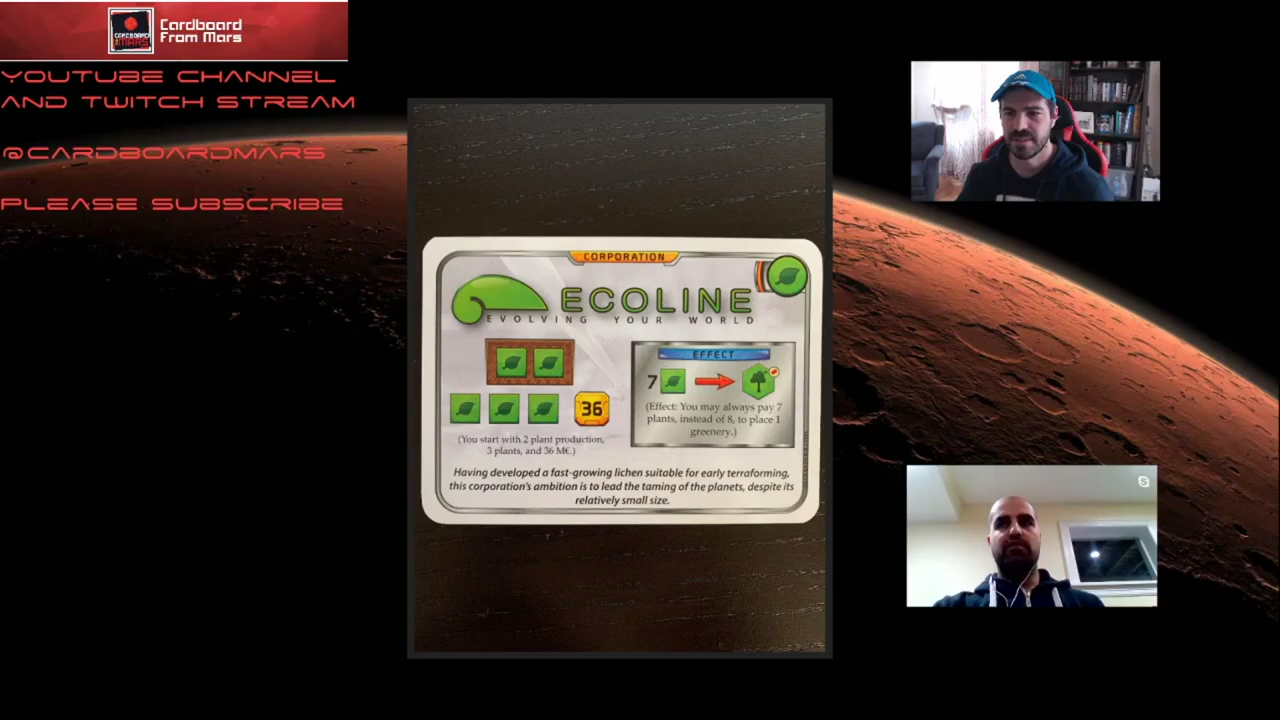 Cardboard
From Mars
CARDBOARD
MARS
YOUTUBE CHANNEL
AND TWITCH STREAM
@CARDBOARDMARS
PLEASE SUBSCRIBE
CORPORATION
ECOLINE
EVOLVING YOUR WORLD
36
(You start with 2 plant production,
3 plants, and 36 M€.)
EFFECT
7
(Effect: You may always pay 7
plants, instead of 8, to place 1
greenery.)
Having developed a fast-growing lichen suitable for early terraforming,
this corporation's ambition is to lead the taming of the planets, despite its
relatively small size.